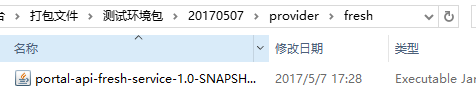 打包文件 › 测试环境包 › 20170507 › provider › fresh
名称 修改日期 类型
portal-api-fresh-service-1.0-SNAPSH... 2017/5/7 17:28 Executable Jar